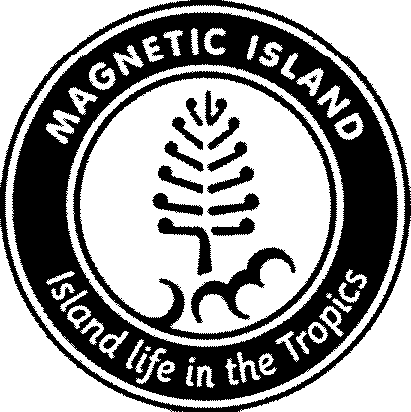 MAGNETIC ISLAND
Island life in the Tropics